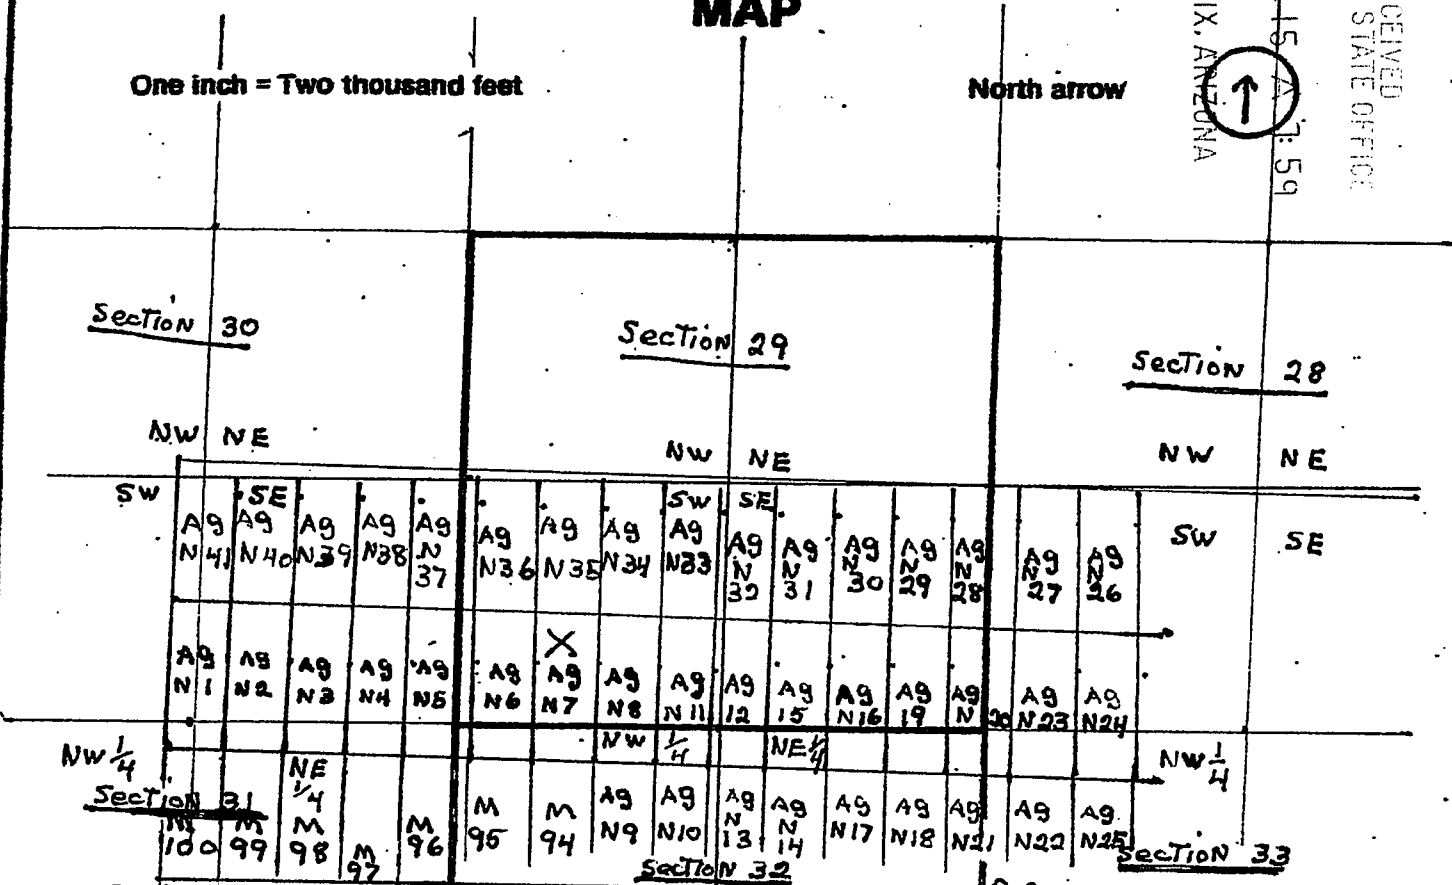 MAP
One inch = Two thousand feet
North arrow
CEIVED
STATE OFFICE
15 A 7:59
IX, ARIZONA
Section 30
Section 29
Section 28
NW NE
NW NE
NW NE
SW SE
SW SE
SW SE
Ag N41
Ag N40
Ag N39
Ag N38
Ag N 37
Ag N36
Ag N35
Ag N34
Ag N33
Ag N 32
Ag N 31
Ag N 30
Ag N 29
Ag N 28
Ag N 27
Ag N 26
X
Ag N1
Ag N2
Ag N3
Ag N4
Ag N5
Ag N6
Ag N7
Ag N8
Ag N11
Ag 12
Ag 15
Ag N16
Ag 19
Ag N 20
Ag N23
Ag N24
NW 1/4
NE 1/4
NW 1/4
NE 1/4
NW 1/4
Section 31
M 100
M 99
M 98
M 97
M 96
M 95
M 94
Ag N9
Ag N10
Ag N 13
Ag N 14
Ag N17
Ag N18
Ag N21
Ag N22
Ag N25
Section 32
Section 33